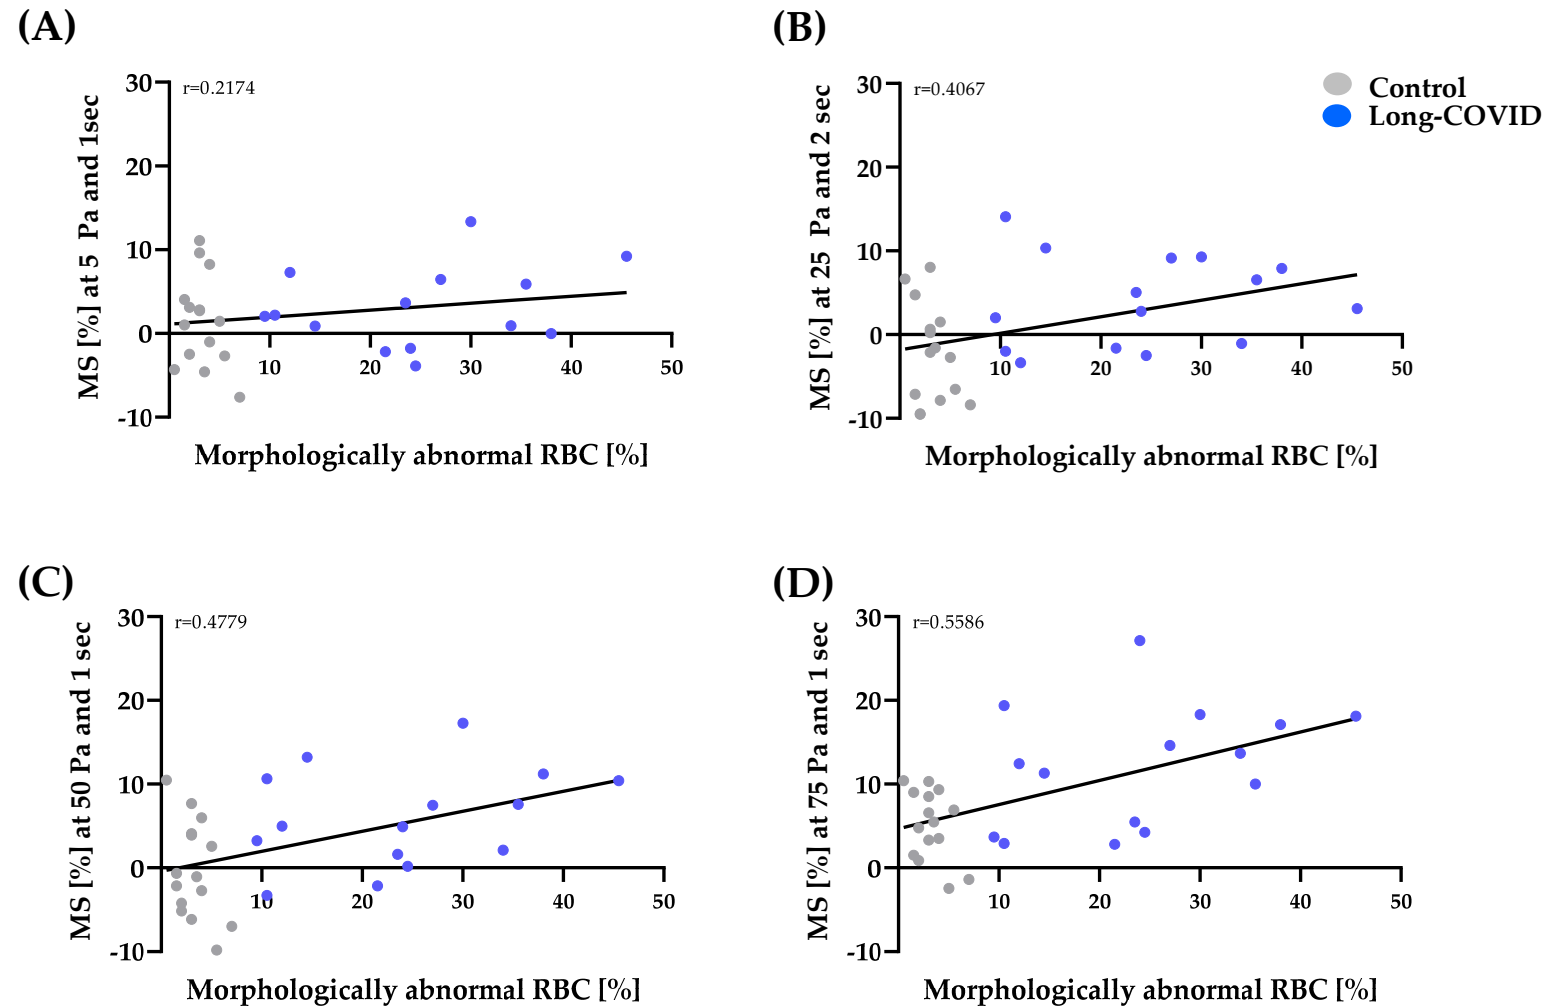 (A)
r=0.2174
MS [%] at 5 Pa and 1sec
30
20
10
0
-10
10 20 30 40 50
Morphologically abnormal RBC [%]
(B)
r=0.4067
MS [%] at 25 Pa and 2 sec
30
20
10
0
-10
10 20 30 40 50
Morphologically abnormal RBC [%]
Control
Long-COVID
(C)
r=0.4779
MS [%] at 50 Pa and 1 sec
30
20
10
0
-10
10 20 30 40 50
Morphologically abnormal RBC [%]
(D)
r=0.5586
MS [%] at 75 Pa and 1 sec
30
20
10
0
-10
10 20 30 40 50
Morphologically abnormal RBC [%]